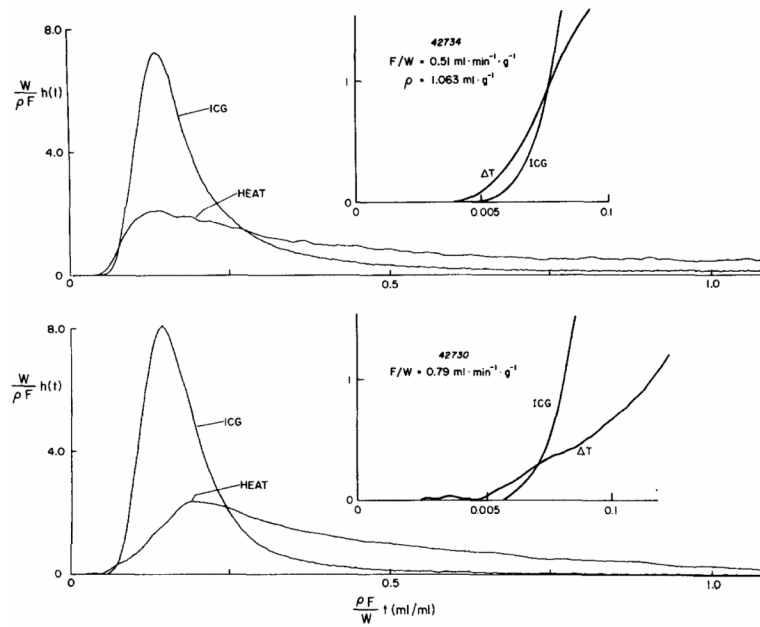 8.0
42734
F/W = 0.51 ml·min⁻¹·g⁻¹
ρ = 1.063 ml·g⁻¹
W/ρF h(t)
ICG
1
4.0
ΔT
ICG
HEAT
0
0
0.005
0.1
0
0
0.5
1.0
8.0
42730
F/W = 0.79 ml·min⁻¹·g⁻¹
1
W/ρF h(t)
ICG
ICG
4.0
ΔT
HEAT
0
0
0.005
0.1
0
0
0.5
1.0
ρF/W t (ml/ml)